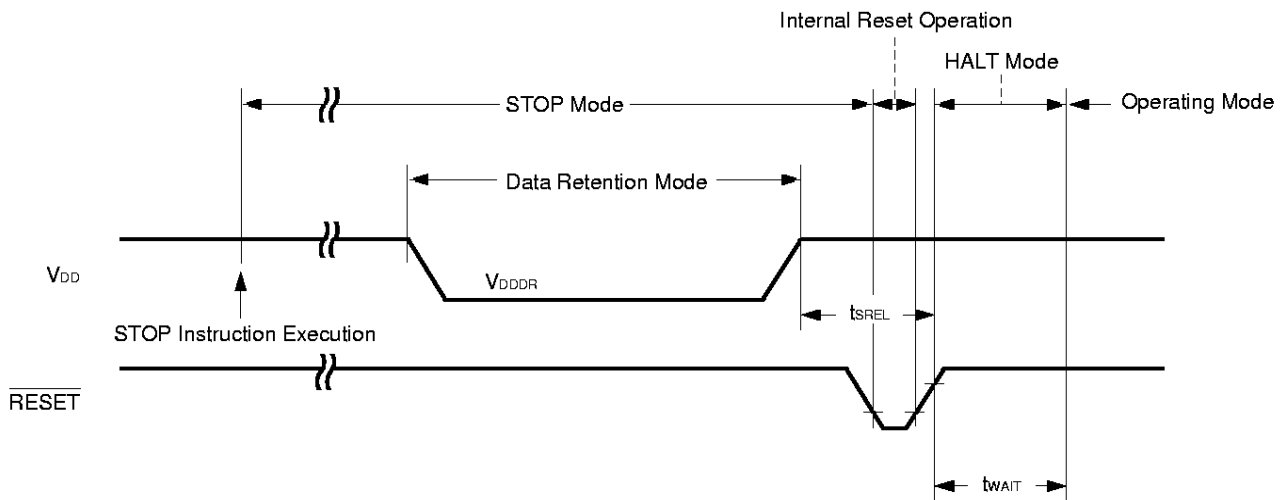 Internal Reset Operation
HALT Mode
STOP Mode
Operating Mode
Data Retention Mode
VDD
VDDDR
tSREL
STOP Instruction Execution
RESET
tWAIT